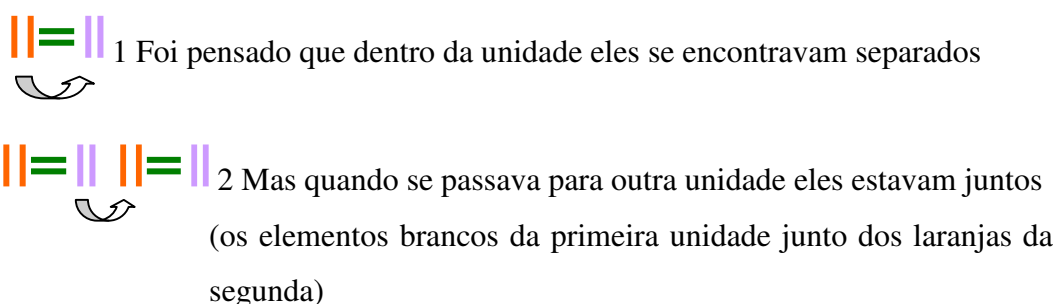 1 Foi pensado que dentro da unidade eles se encontravam separados
2 Mas quando se passava para outra unidade eles estavam juntos
(os elementos brancos da primeira unidade junto dos laranjas da
segunda)